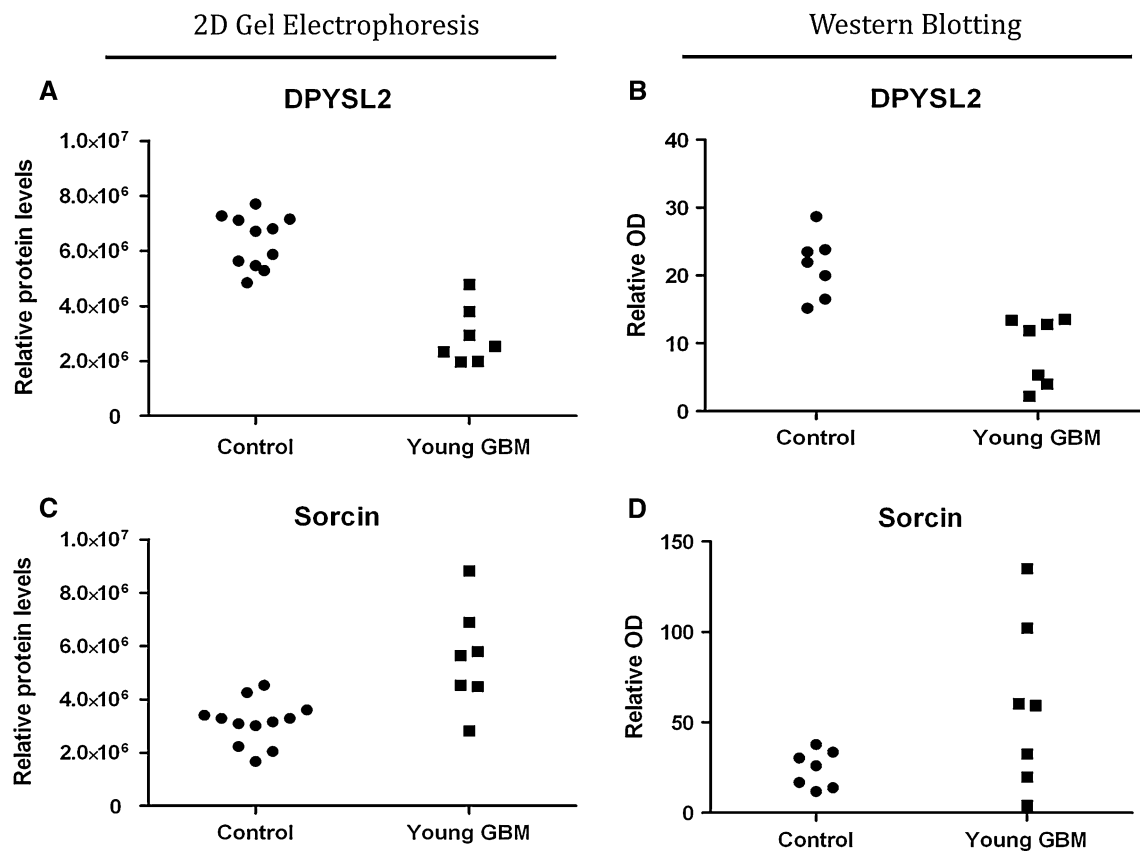 2D Gel Electrophoresis
Western Blotting
A
DPYSL2
Relative protein levels
1.0×10⁷
8.0×10⁶
6.0×10⁶
4.0×10⁶
2.0×10⁶
0
Control
Young GBM
B
DPYSL2
Relative OD
40
30
20
10
0
Control
Young GBM
C
Sorcin
Relative protein levels
1.0×10⁷
8.0×10⁶
6.0×10⁶
4.0×10⁶
2.0×10⁶
0
Control
Young GBM
D
Sorcin
Relative OD
150
100
50
0
Control
Young GBM